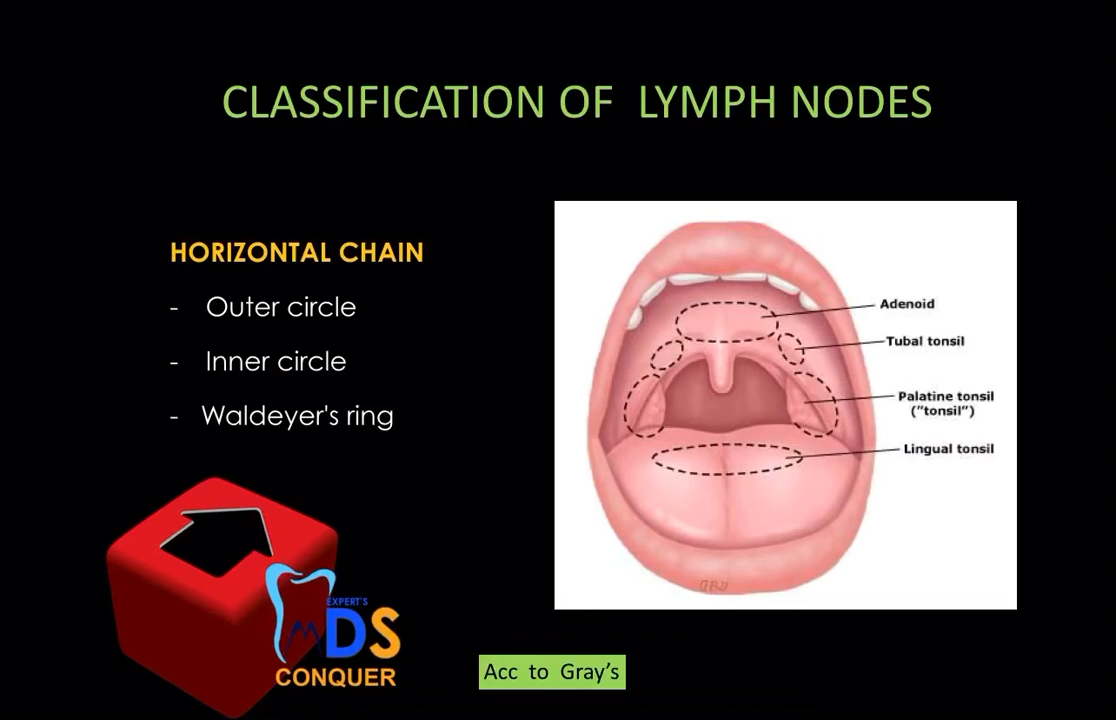 CLASSIFICATION OF LYMPH NODES
HORIZONTAL CHAIN
- Outer circle
- Inner circle
- Waldeyer's ring
Adenoid
Tubal tonsil
Palatine tonsil
("tonsil")
Lingual tonsil
EXPERT'S
MDS
CONQUER
Acc to Gray's